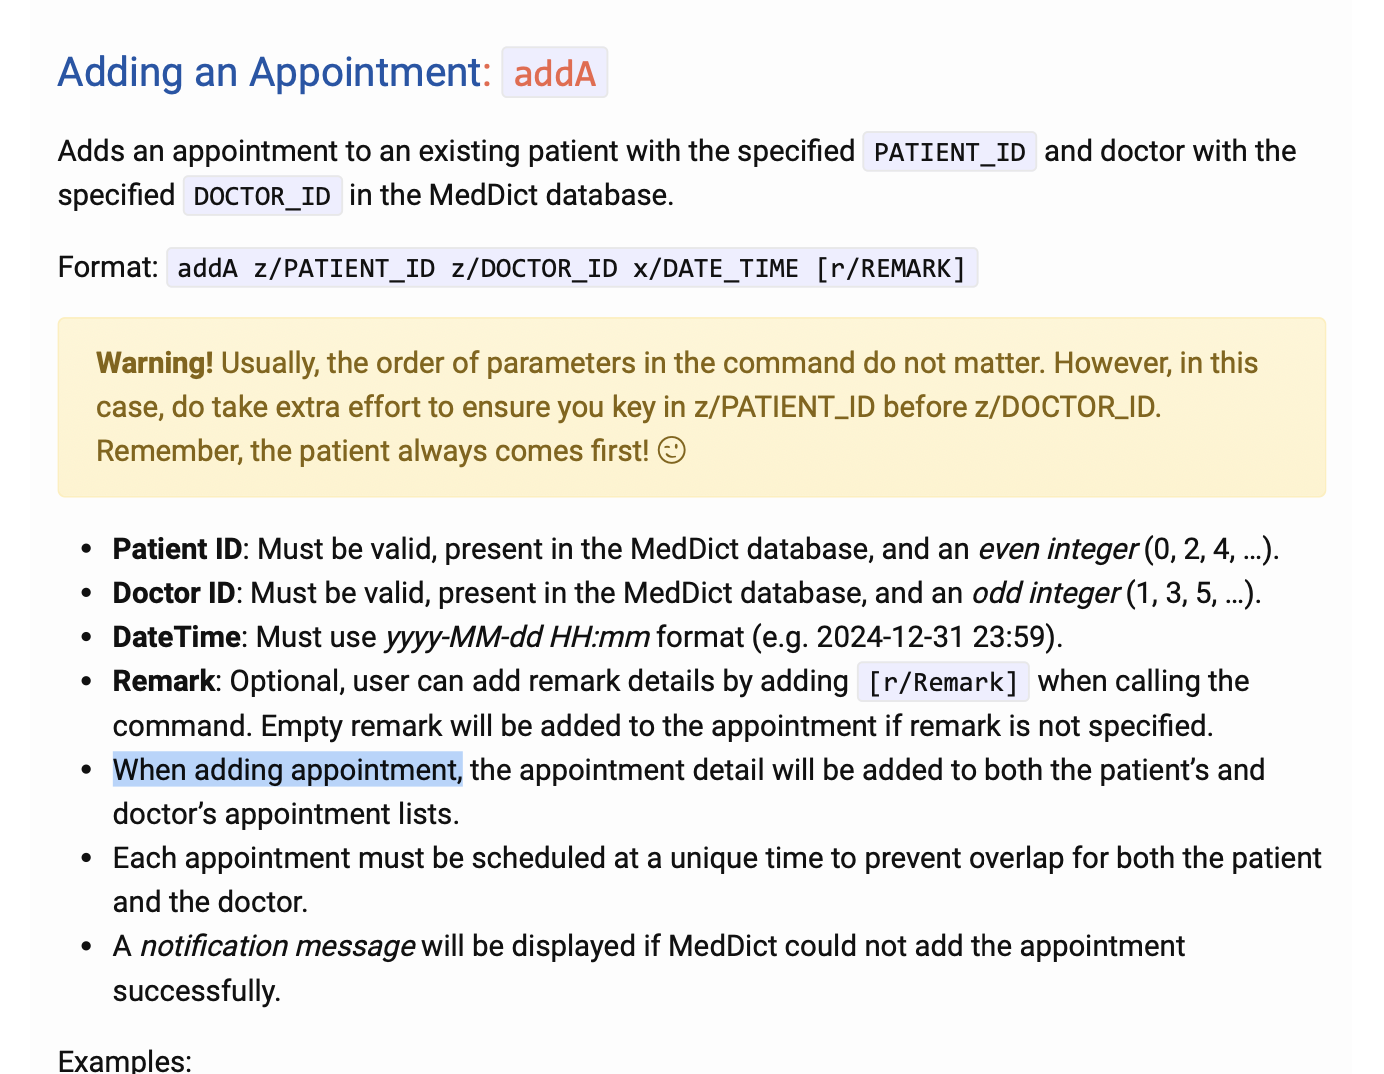 Adding an Appointment: addA
Adds an appointment to an existing patient with the specified PATIENT_ID and doctor with the
specified DOCTOR_ID in the MedDict database.
Format: addA z/PATIENT_ID z/DOCTOR_ID x/DATE_TIME [r/REMARK]
Warning! Usually, the order of parameters in the command do not matter. However, in this
case, do take extra effort to ensure you key in z/PATIENT_ID before z/DOCTOR_ID.
Remember, the patient always comes first! 😉
• Patient ID: Must be valid, present in the MedDict database, and an even integer (0, 2, 4, …).
• Doctor ID: Must be valid, present in the MedDict database, and an odd integer (1, 3, 5, …).
• DateTime: Must use yyyy-MM-dd HH:mm format (e.g. 2024-12-31 23:59).
• Remark: Optional, user can add remark details by adding [r/Remark] when calling the
command. Empty remark will be added to the appointment if remark is not specified.
• When adding appointment, the appointment detail will be added to both the patient’s and
doctor’s appointment lists.
• Each appointment must be scheduled at a unique time to prevent overlap for both the patient
and the doctor.
• A notification message will be displayed if MedDict could not add the appointment
successfully.
Examples: